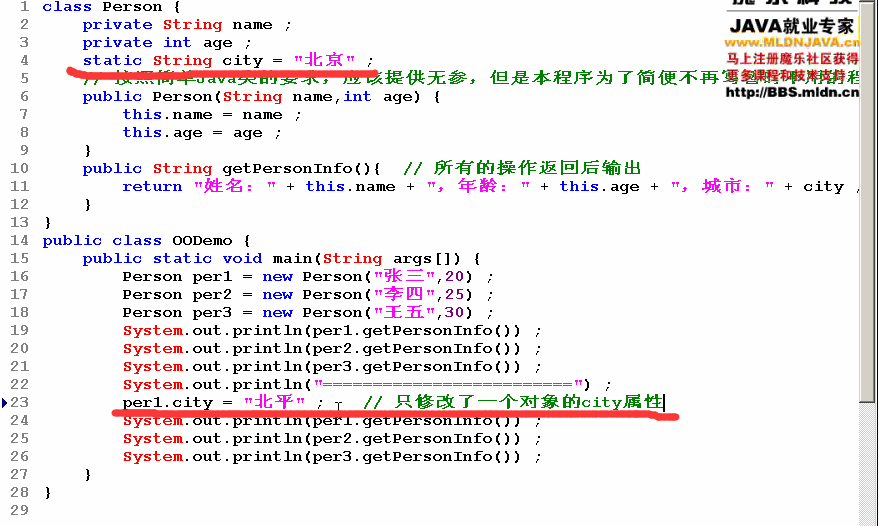 1 class Person {
2 private String name ;
3 private int age ;
4 static String city = "北京" ;
5 // 按照简单Java类的要求，应该提供无参，但是本程序为了简便不再
6 public Person(String name,int age) {
7 this.name = name ;
8 this.age = age ;
9 }
10 public String getPersonInfo(){ // 所有的操作返回后输出
11 return "姓名：" + this.name + "，年龄：" + this.age + "，城市：" + city
12 }
13 }
14 public class OODemo {
15 public static void main(String args[]) {
16 Person per1 = new Person("张三",20) ;
17 Person per2 = new Person("李四",25) ;
18 Person per3 = new Person("王五",30) ;
19 System.out.println(per1.getPersonInfo()) ;
20 System.out.println(per2.getPersonInfo()) ;
21 System.out.println(per3.getPersonInfo()) ;
22 System.out.println("=========================") ;
23 per1.city = "北平" ; // 只修改了一个对象的city属性
24 System.out.println(per1.getPersonInfo()) ;
25 System.out.println(per2.getPersonInfo()) ;
26 System.out.println(per3.getPersonInfo()) ;
27 }
28 }
29
JAVA就业专家
www.MLDNJAVA.cn
马上注册魔乐社区获得
更多课程和技术支持
http://BBS.mldn.cn